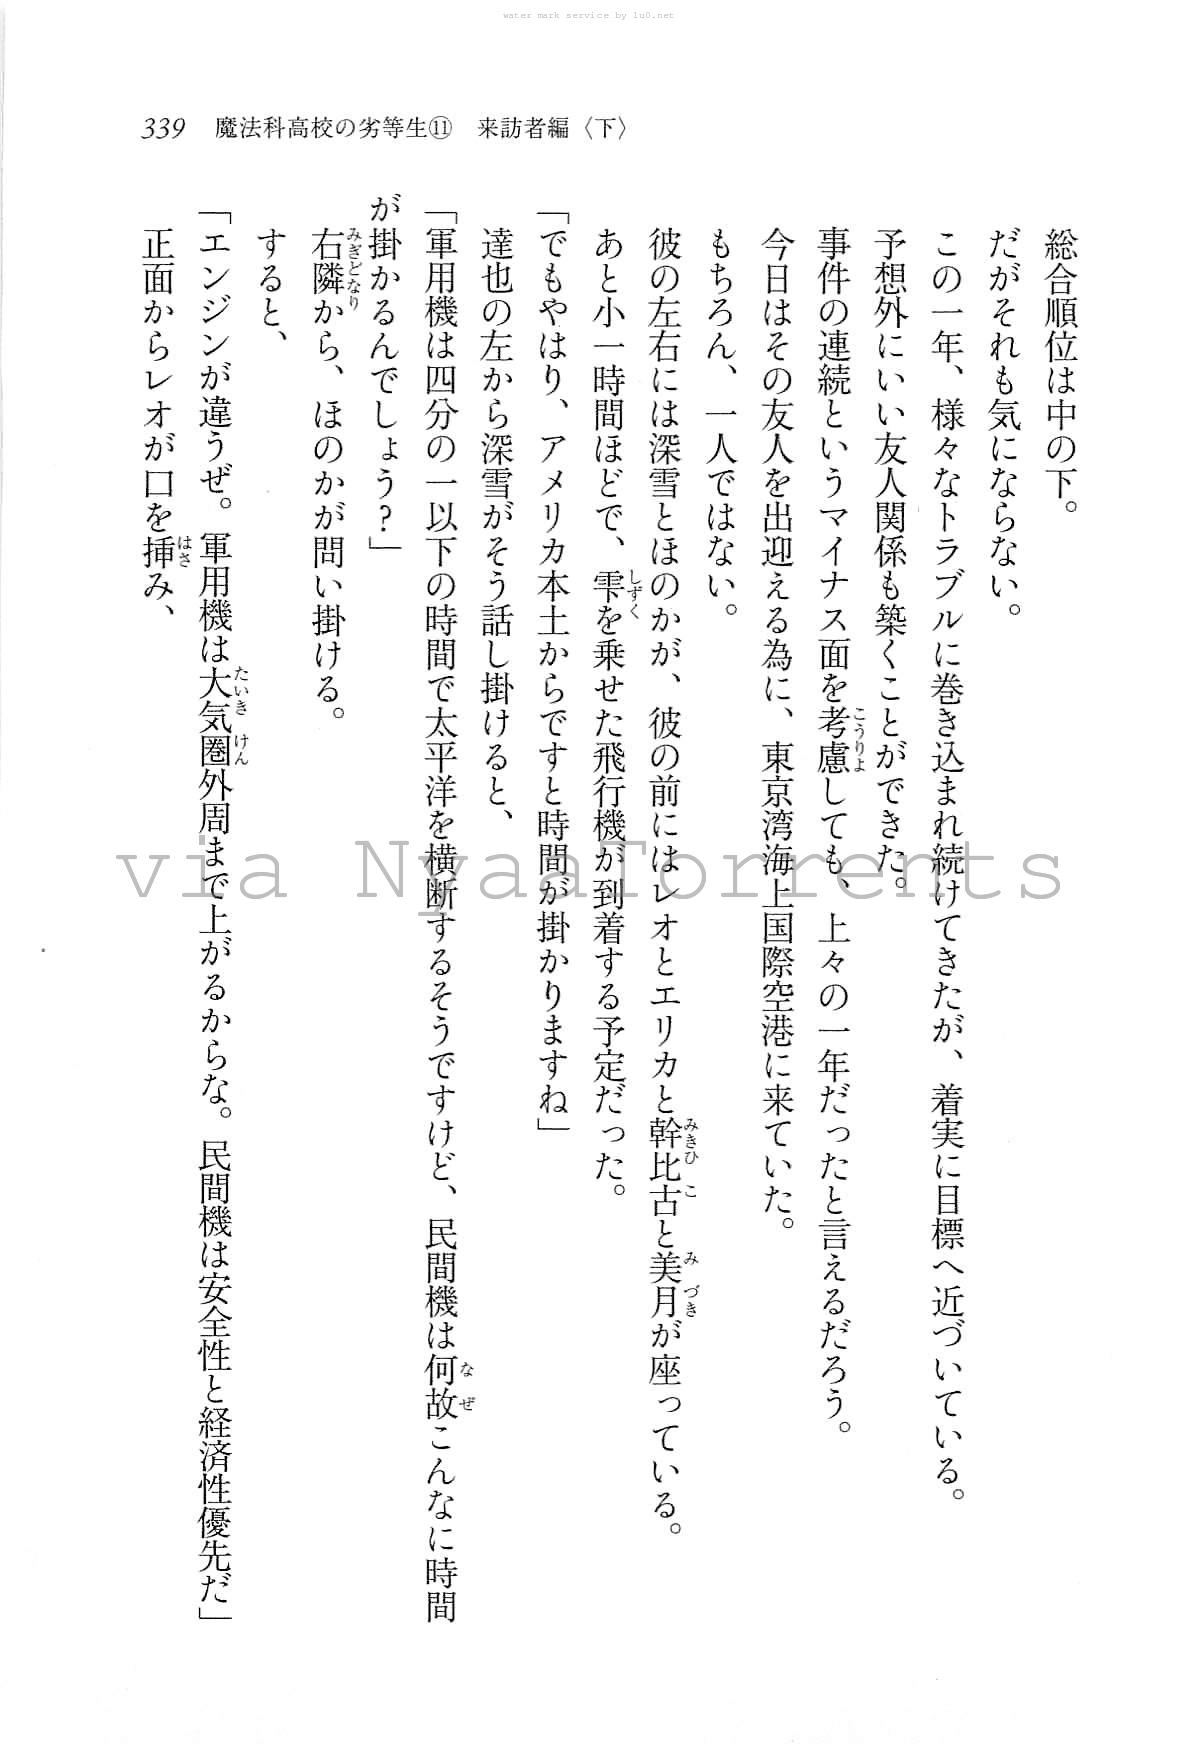 water mark service by lu0.net
339 魔法科高校の劣等生⑪ 来訪者編〈下〉
総合順位は中の下。
だがそれも気にならない。
この一年、様々なトラブルに巻き込まれ続けてきたが、着実に目標へ近づいている。
予想外にいい友人関係も築くことができた。
事件の連続というマイナス面を考慮しても、上々の一年だったと言えるだろう。
今日はその友人を出迎える為に、東京湾海上国際空港に来ていた。
もちろん、一人ではない。
彼の左右には深雪とほのかが、彼の前にはレオとエリカと幹比古と美月が座っている。
あと小一時間ほどで、雫を乗せた飛行機が到着する予定だった。
「でもやはり、アメリカ本土からですと時間が掛かりますね」
達也の左から深雪がそう話し掛けると、
「軍用機は四分の一以下の時間で太平洋を横断するそうですけど、民間機は何故こんなに時間
が掛かるんでしょう?」
右隣から、ほのかが問い掛ける。
すると、
「エンジンが違うぜ。軍用機は大気圏外周まで上がるからな。民間機は安全性と経済性優先だ」
正面からレオが口を挿み、
via NyaaTorrents